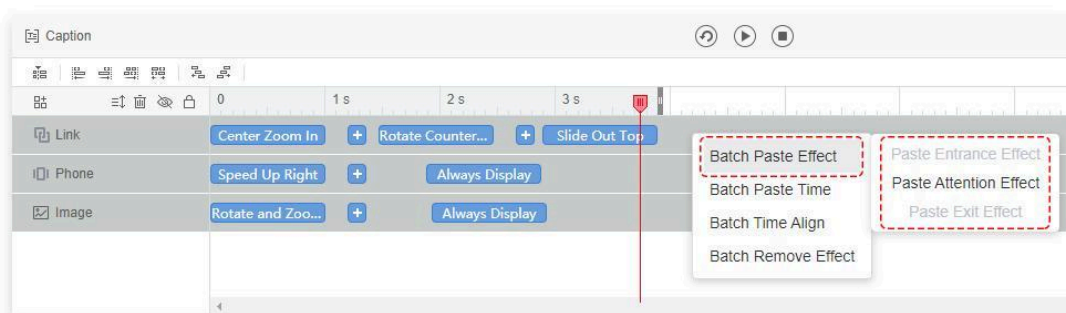 Caption
0 1 s 2 s 3 s
Link Center Zoom In + Rotate Counter... + Slide Out Top
Phone Speed Up Right + Always Display
Image Rotate and Zoo... + Always Display
Batch Paste Effect
Batch Paste Time
Batch Time Align
Batch Remove Effect
Paste Entrance Effect
Paste Attention Effect
Paste Exit Effect